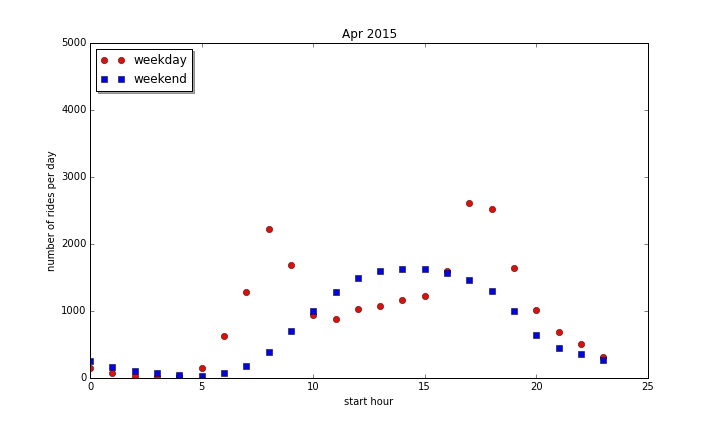 Apr 2015
weekday
weekend
number of rides per day
5000
4000
3000
2000
1000
0
0 5 10 15 20 25
start hour